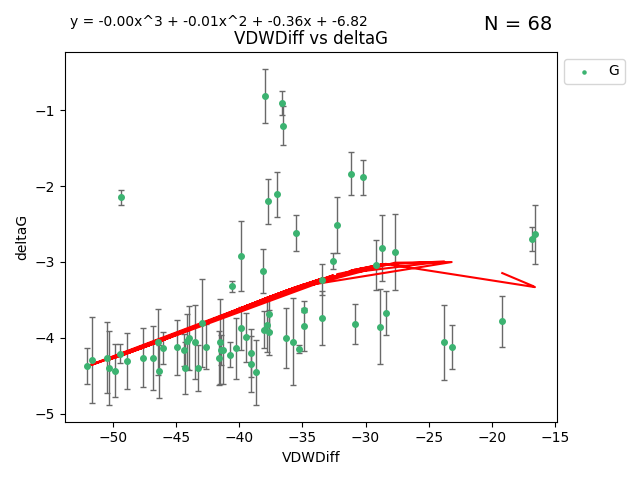 y = -0.00x^3 + -0.01x^2 + -0.36x + -6.82
N = 68
VDWDiff vs deltaG
G
deltaG
−1
−2
−3
−4
−5
−50 −45 −40 −35 −30 −25 −20 −15
VDWDiff